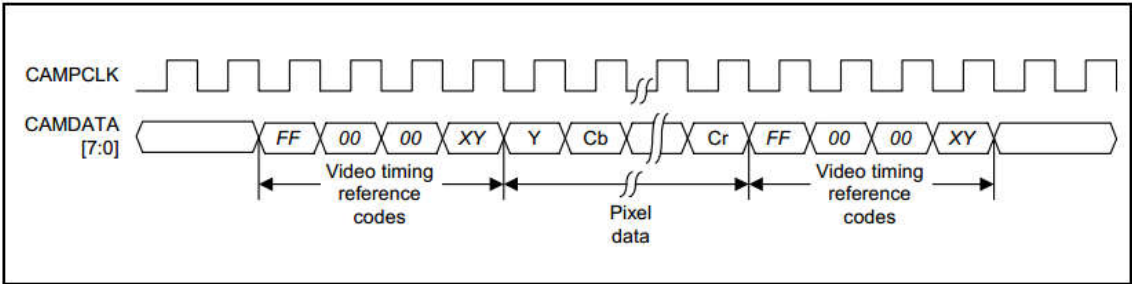 CAMPCLK
CAMDATA
[7:0]
FF 00 00 XY Y Cb Cr FF 00 00 XY
Video timing
reference
codes
Pixel
data
Video timing
reference
codes